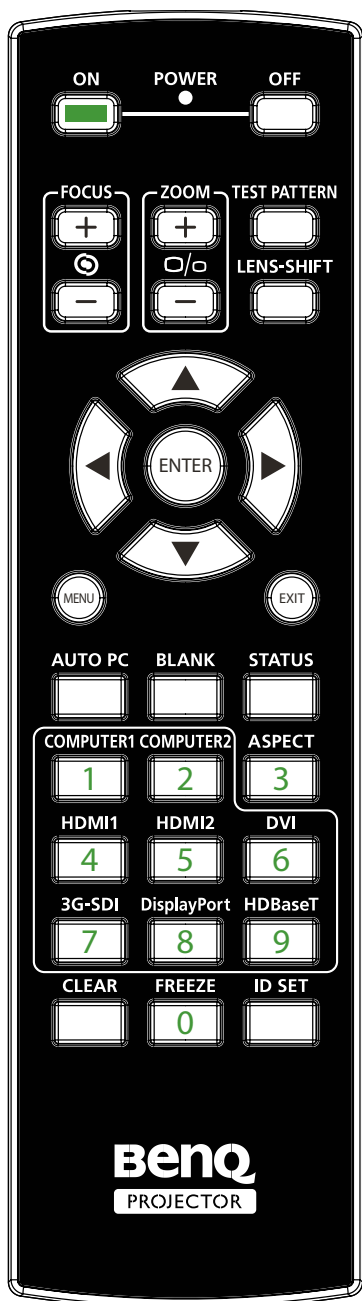 ON POWER OFF
FOCUS ZOOM TEST PATTERN
+ +
LENS-SHIFT
− −
ENTER
MENU EXIT
AUTO PC BLANK STATUS
COMPUTER1 COMPUTER2 ASPECT
1 2 3
HDMI1 HDMI2 DVI
4 5 6
3G-SDI DisplayPort HDBaseT
7 8 9
CLEAR FREEZE ID SET
0
BenQ
PROJECTOR